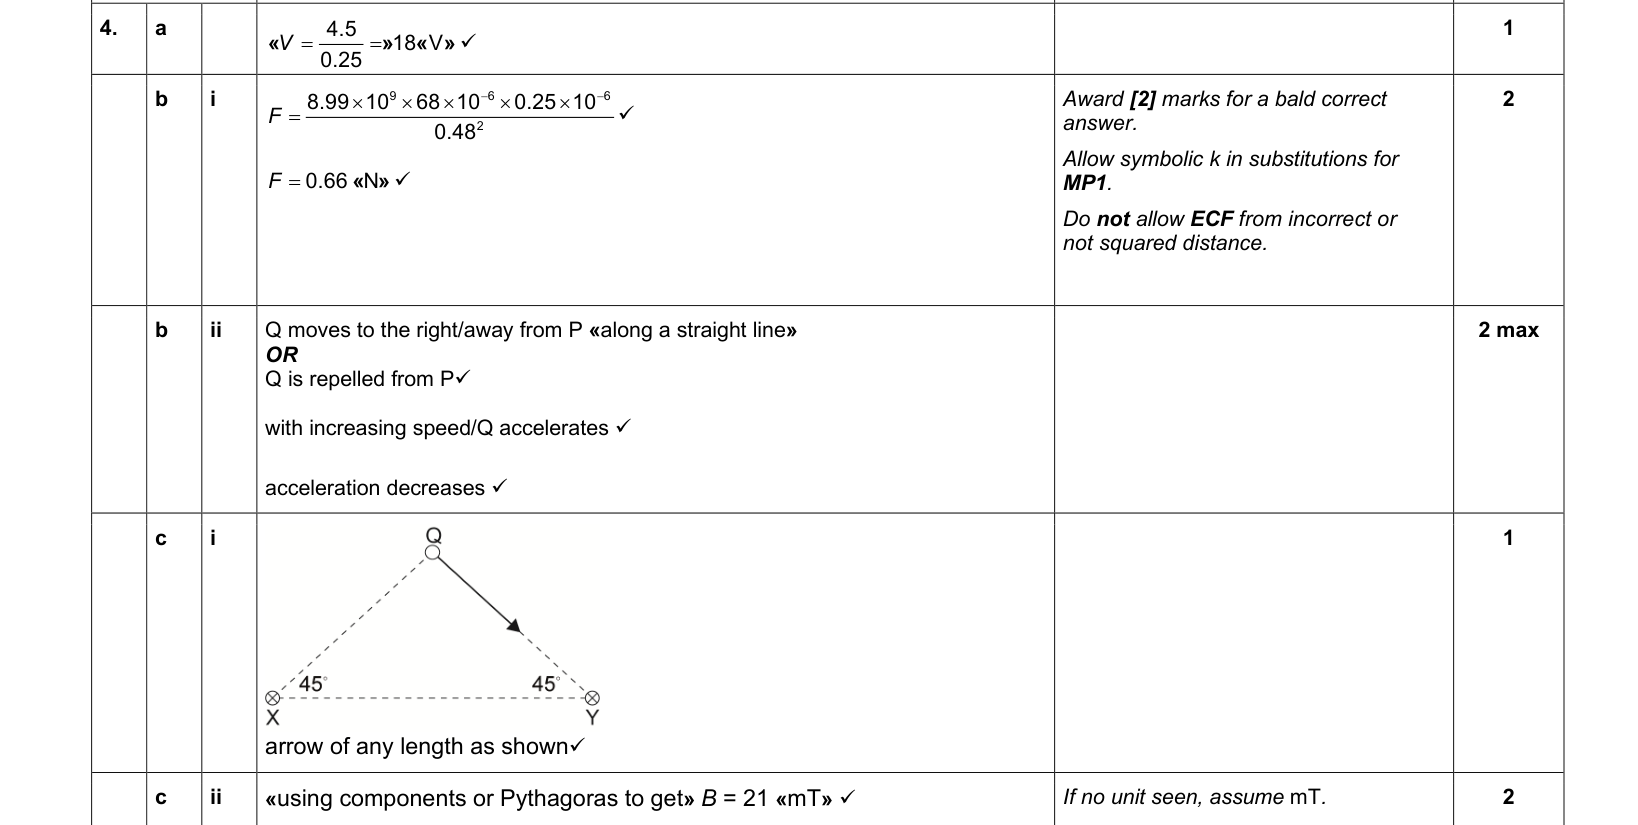 4. a «V = 4.5/0.25 =»18«V» ✓ 1
b i F = 8.99×10⁹×68×10⁻⁶×0.25×10⁻⁶/0.48² ✓ 2
F = 0.66 «N» ✓
Award [2] marks for a bald correct
answer.
Allow symbolic k in substitutions for
MP1.
Do not allow ECF from incorrect or
not squared distance.
b ii Q moves to the right/away from P «along a straight line» 2 max
OR
Q is repelled from P✓
with increasing speed/Q accelerates ✓
acceleration decreases ✓
c i 1
Q
45° 45°
X Y
arrow of any length as shown✓
c ii «using components or Pythagoras to get» B = 21 «mT» ✓ If no unit seen, assume mT. 2